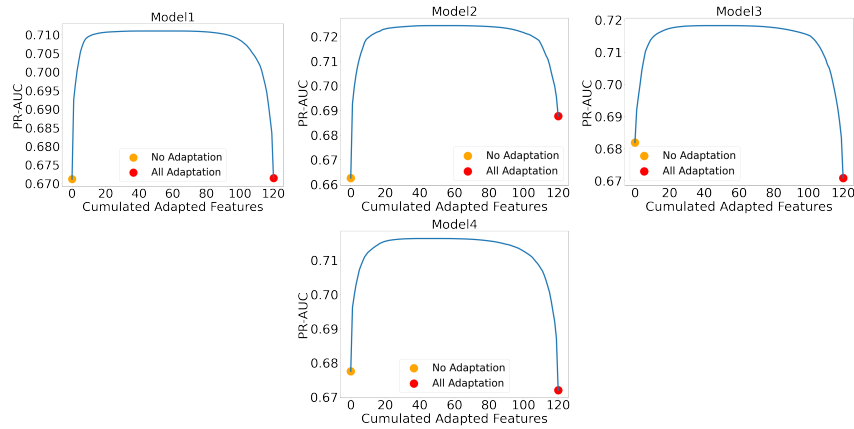 Model1
PR-AUC
0.710
0.705
0.700
0.695
0.690
0.685
0.680
0.675
0.670
No Adaptation
All Adaptation
0 20 40 60 80 100 120
Cumulated Adapted Features
Model2
PR-AUC
0.72
0.71
0.70
0.69
0.68
0.67
0.66
No Adaptation
All Adaptation
0 20 40 60 80 100 120
Cumulated Adapted Features
Model3
PR-AUC
0.72
0.71
0.70
0.69
0.68
0.67
No Adaptation
All Adaptation
0 20 40 60 80 100 120
Cumulated Adapted Features
Model4
PR-AUC
0.71
0.70
0.69
0.68
0.67
No Adaptation
All Adaptation
0 20 40 60 80 100 120
Cumulated Adapted Features